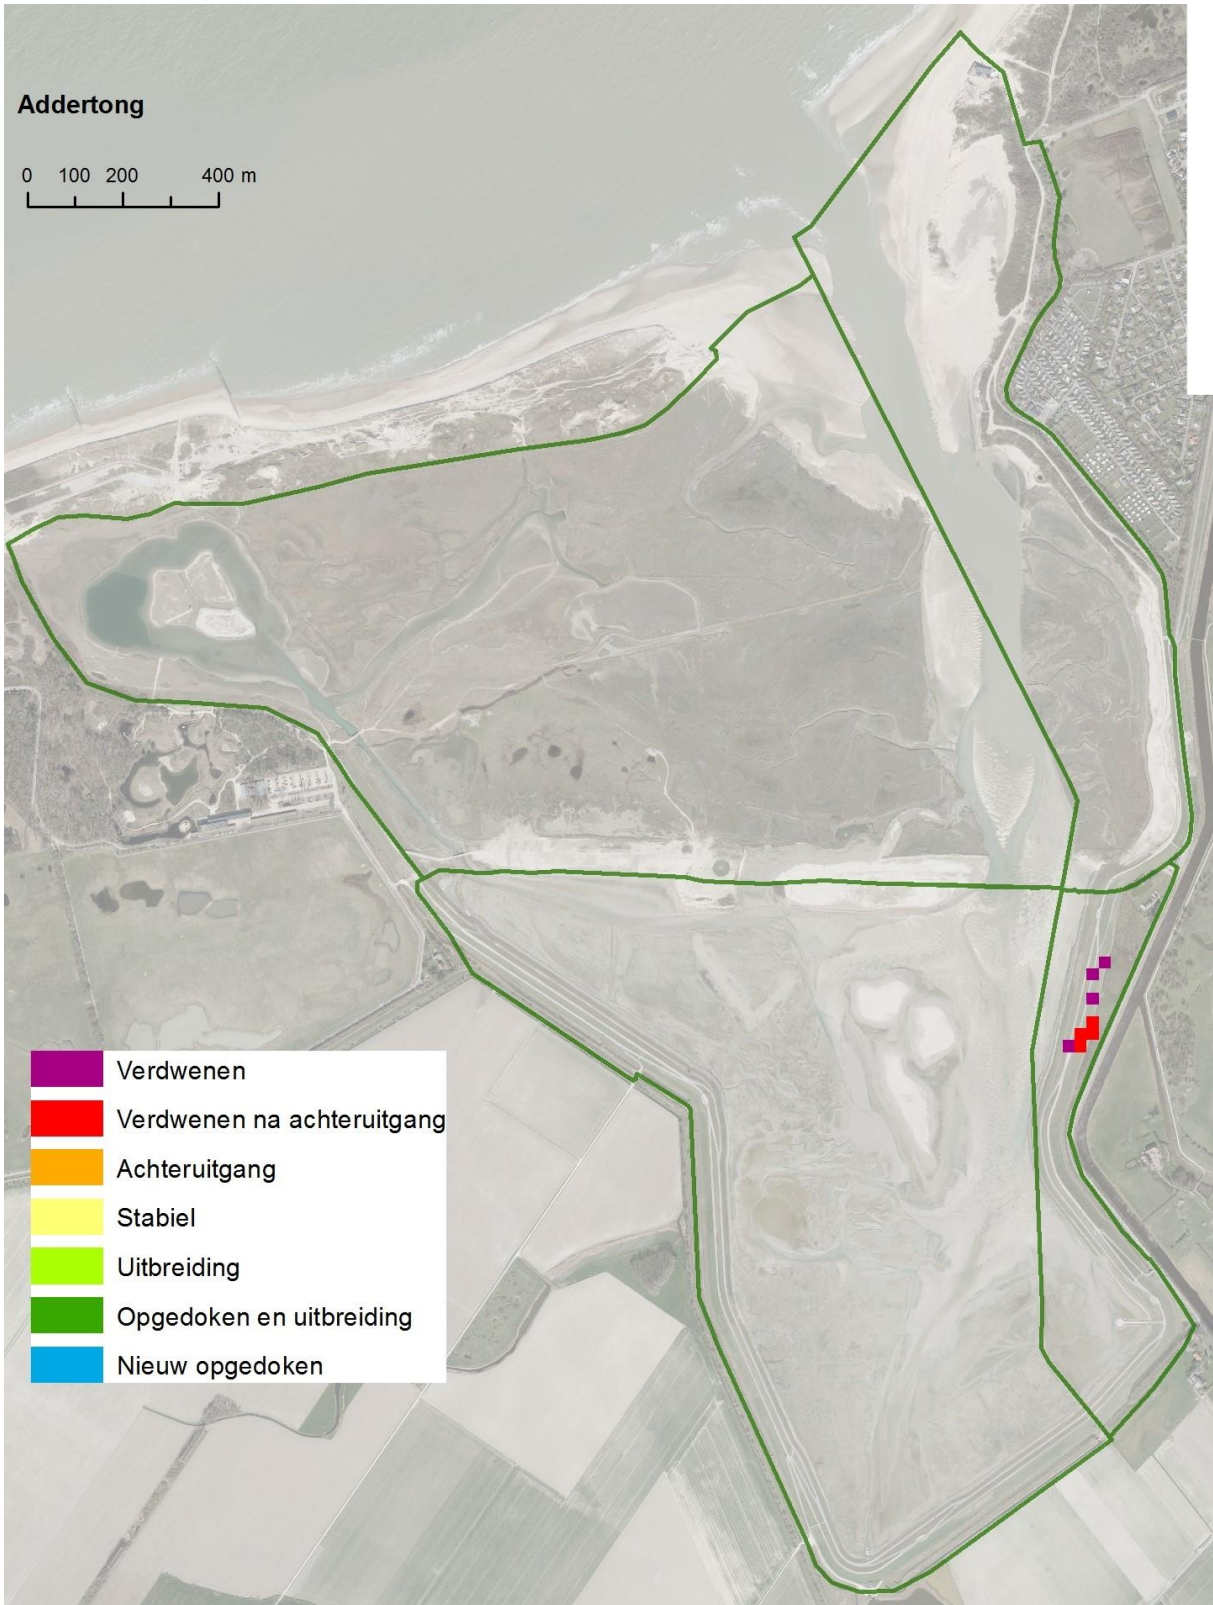 Addertong
0 100 200 400 m
Verdwenen
Verdwenen na achteruitgang
Achteruitgang
Stabiel
Uitbreiding
Opgedoken en uitbreiding
Nieuw opgedoken